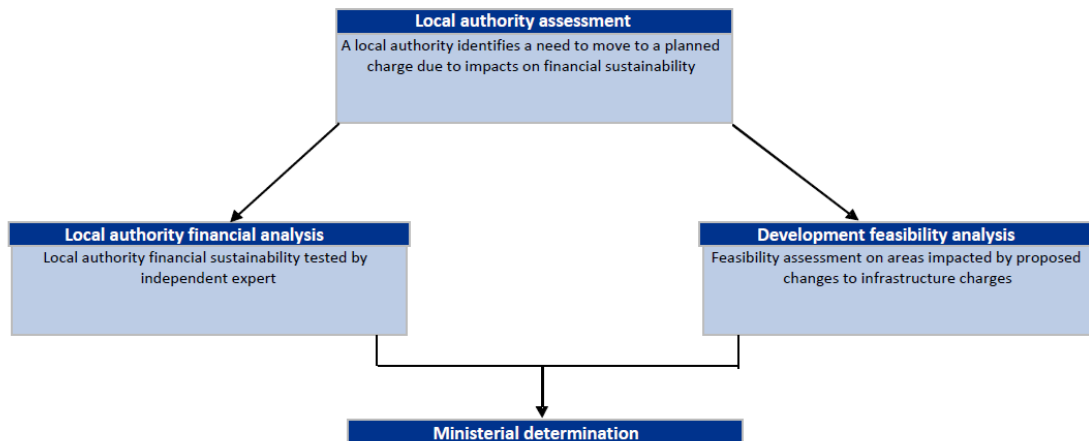 Local authority assessment
A local authority identifies a need to move to a planned
charge due to impacts on financial sustainability
Local authority financial analysis
Local authority financial sustainability tested by
independent expert
Development feasibility analysis
Feasibility assessment on areas impacted by proposed
changes to infrastructure charges
Ministerial determination